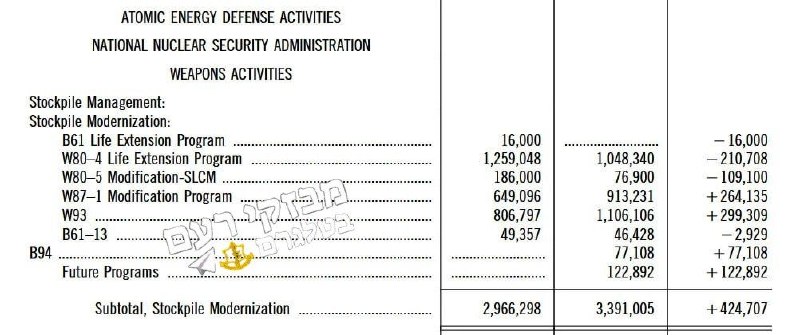 ATOMIC ENERGY DEFENSE ACTIVITIES
NATIONAL NUCLEAR SECURITY ADMINISTRATION
WEAPONS ACTIVITIES
Stockpile Management:
Stockpile Modernization:
B61 Life Extension Program 16,000 .................... − 16,000
W80–4 Life Extension Program 1,259,048 1,048,340 − 210,708
W80–5 Modification-SLCM 186,000 76,900 − 109,100
W87–1 Modification Program 649,096 913,231 + 264,135
W93 806,797 1,106,106 + 299,309
B61–13 49,357 46,428 − 2,929
B94 .................... 77,108 + 77,108
Future Programs .................... 122,892 + 122,892
Subtotal, Stockpile Modernization 2,966,298 3,391,005 + 424,707
מבזקי רעם
בטלגרם